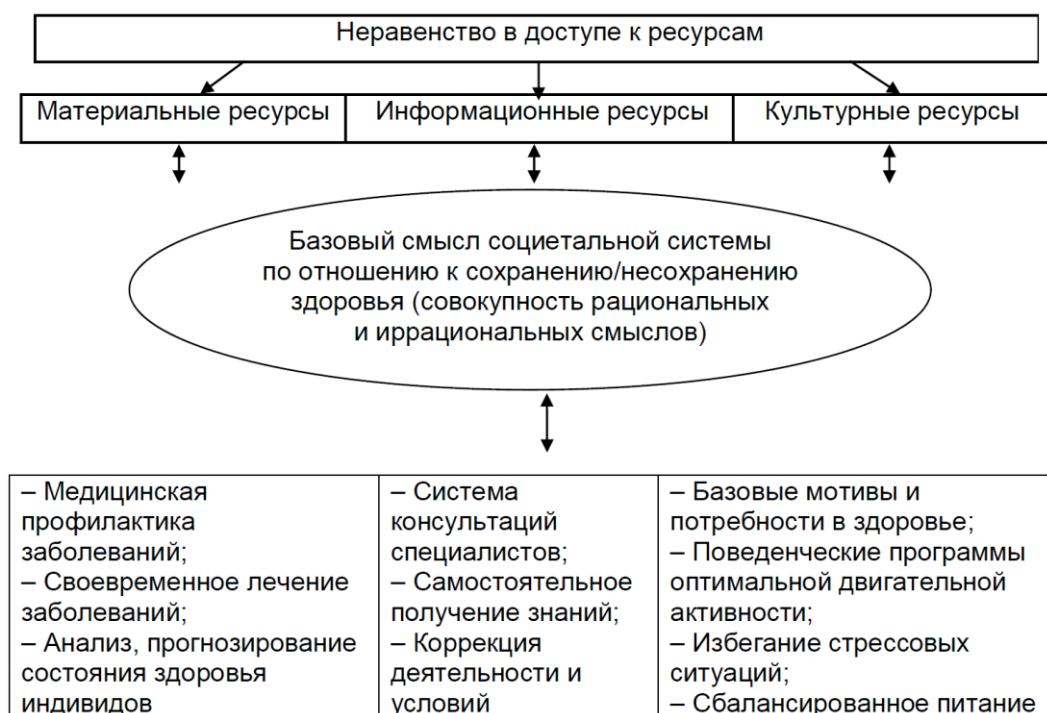 Неравенство в доступе к ресурсам
Материальные ресурсы
Информационные ресурсы
Культурные ресурсы
Базовый смысл социетальной системы
по отношению к сохранению/несохранению
здоровья (совокупность рациональных
и иррациональных смыслов)
– Медицинская
профилактика
заболеваний;
– Своевременное лечение
заболеваний;
– Анализ, прогнозирование
состояния здоровья
индивидов
– Система
консультаций
специалистов;
– Самостоятельное
получение знаний;
– Коррекция
деятельности и
условий
– Базовые мотивы и
потребности в здоровье;
– Поведенческие программы
оптимальной двигательной
активности;
– Избегание стрессовых
ситуаций;
– Сбалансированное питание